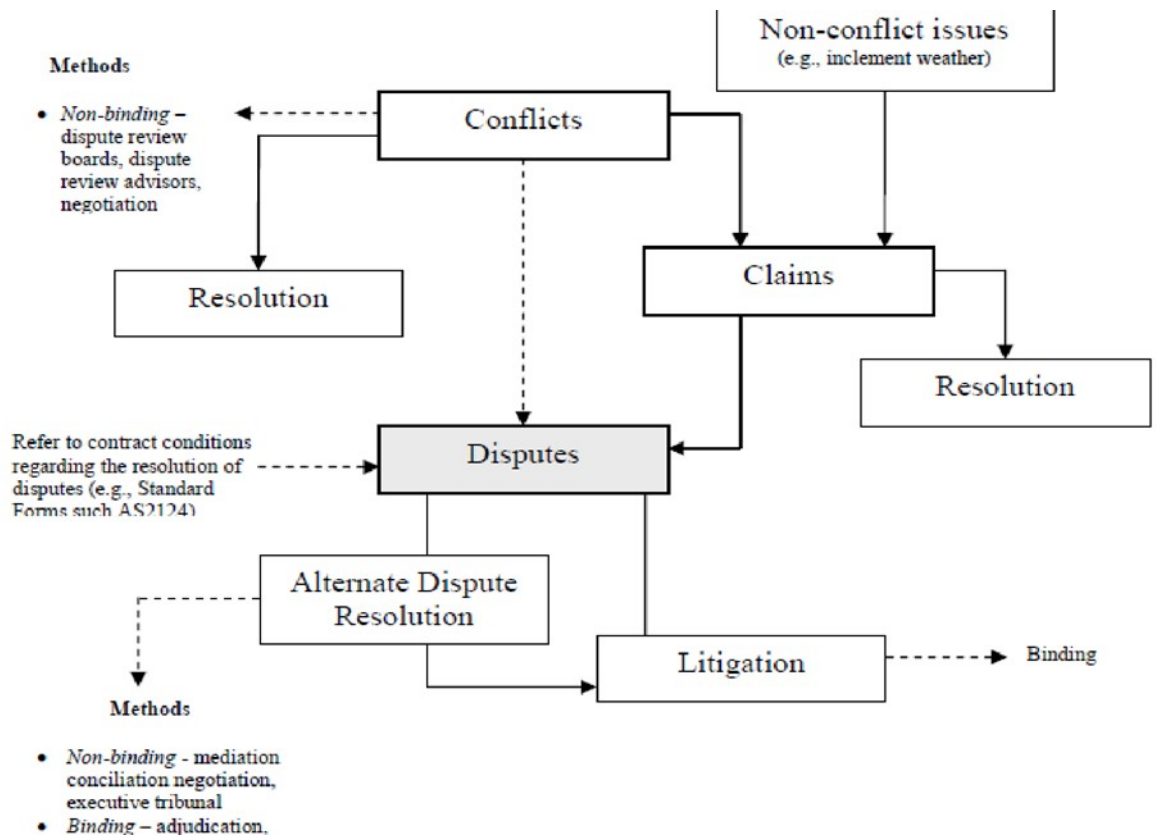 Non-conflict issues
(e.g., inclement weather)
Methods
• Non-binding –
dispute review
boards, dispute
review advisors,
negotiation
Conflicts
Resolution
Claims
Resolution
Refer to contract conditions
regarding the resolution of
disputes (e.g., Standard
Forms such AS2124)
Disputes
Alternate Dispute
Resolution
Litigation
Binding
Methods
• Non-binding - mediation
conciliation negotiation,
executive tribunal
• Binding – adjudication,